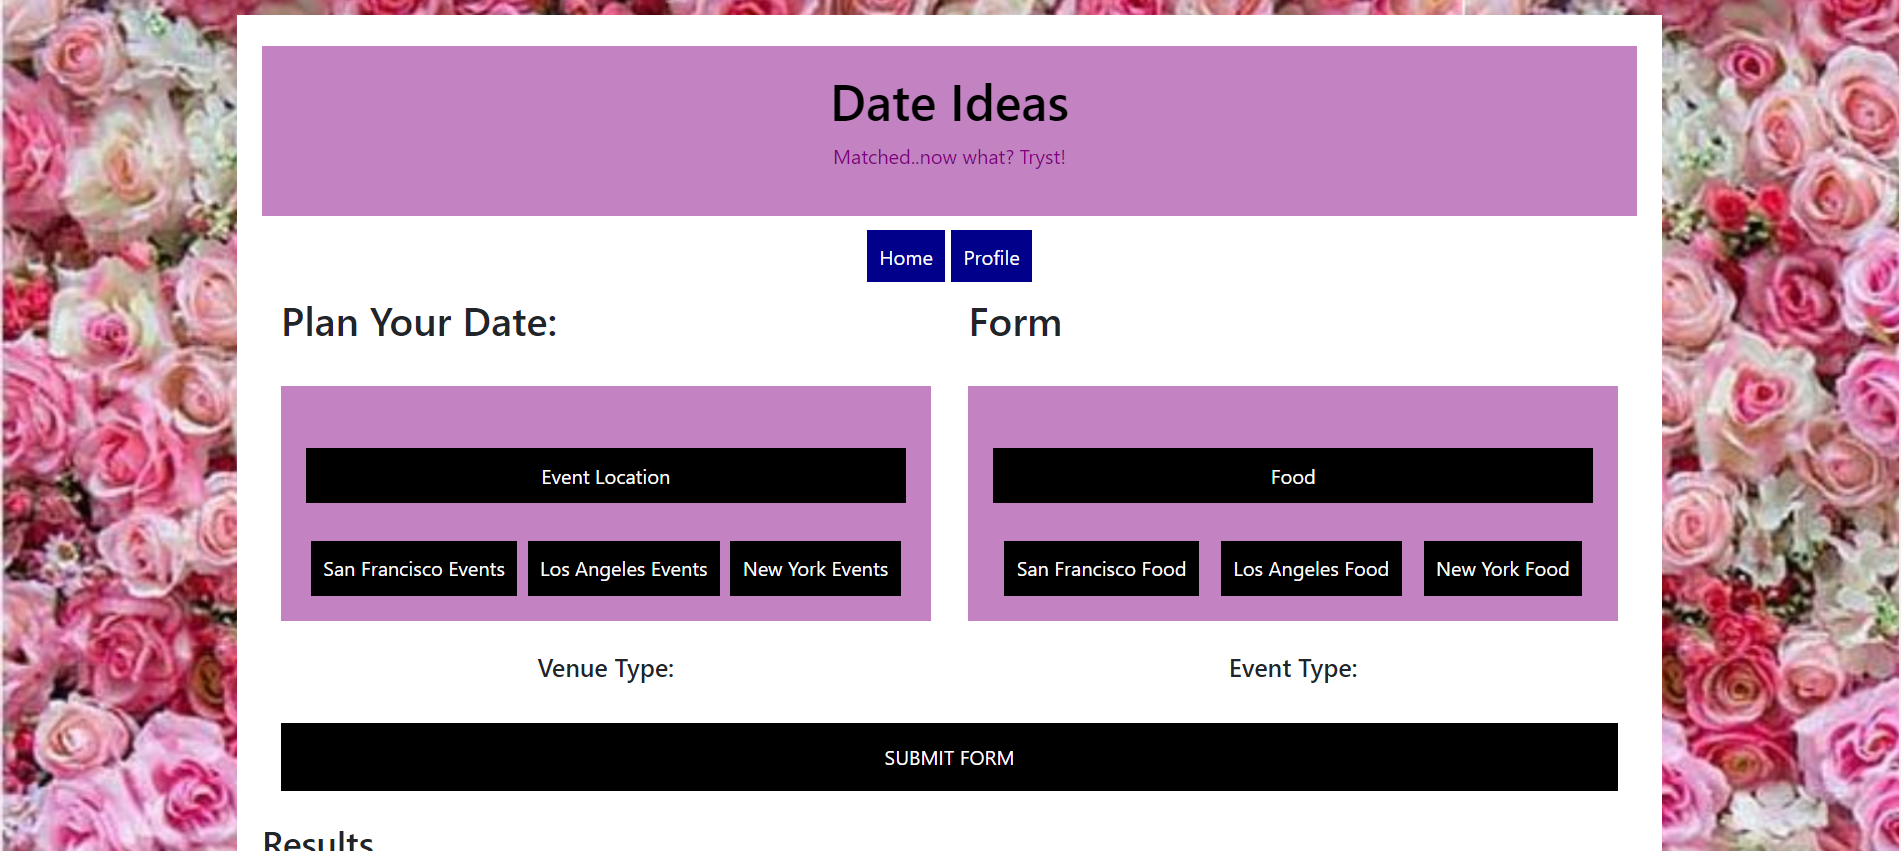 Date Ideas
Matched..now what? Tryst!
Home Profile
Plan Your Date:
Form
Event Location
San Francisco Events Los Angeles Events New York Events
Food
San Francisco Food Los Angeles Food New York Food
Venue Type:
Event Type:
SUBMIT FORM
Results